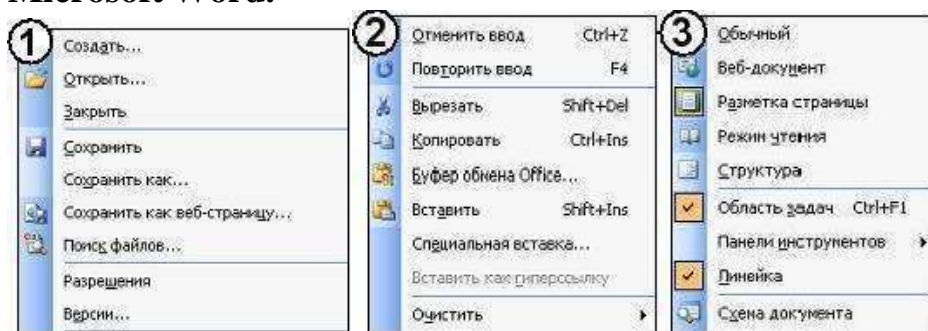 Microsoft Word.
1
Создать...
Открыть...
Закрыть
Сохранить
Сохранить как...
Сохранить как веб-страницу...
Поиск файлов...
Разрешения
Версии...
2
Отменить ввод Ctrl+Z
Повторить ввод F4
Вырезать Shift+Del
Копировать Ctrl+Ins
Буфер обмена Office...
Вставить Shift+Ins
Специальная вставка...
Вставить как гиперссылку
Очистить
3
Обычный
Веб-документ
Разметка страницы
Режим чтения
Структура
Область задач Ctrl+F1
Панели инструментов
Линейка
Схема документа